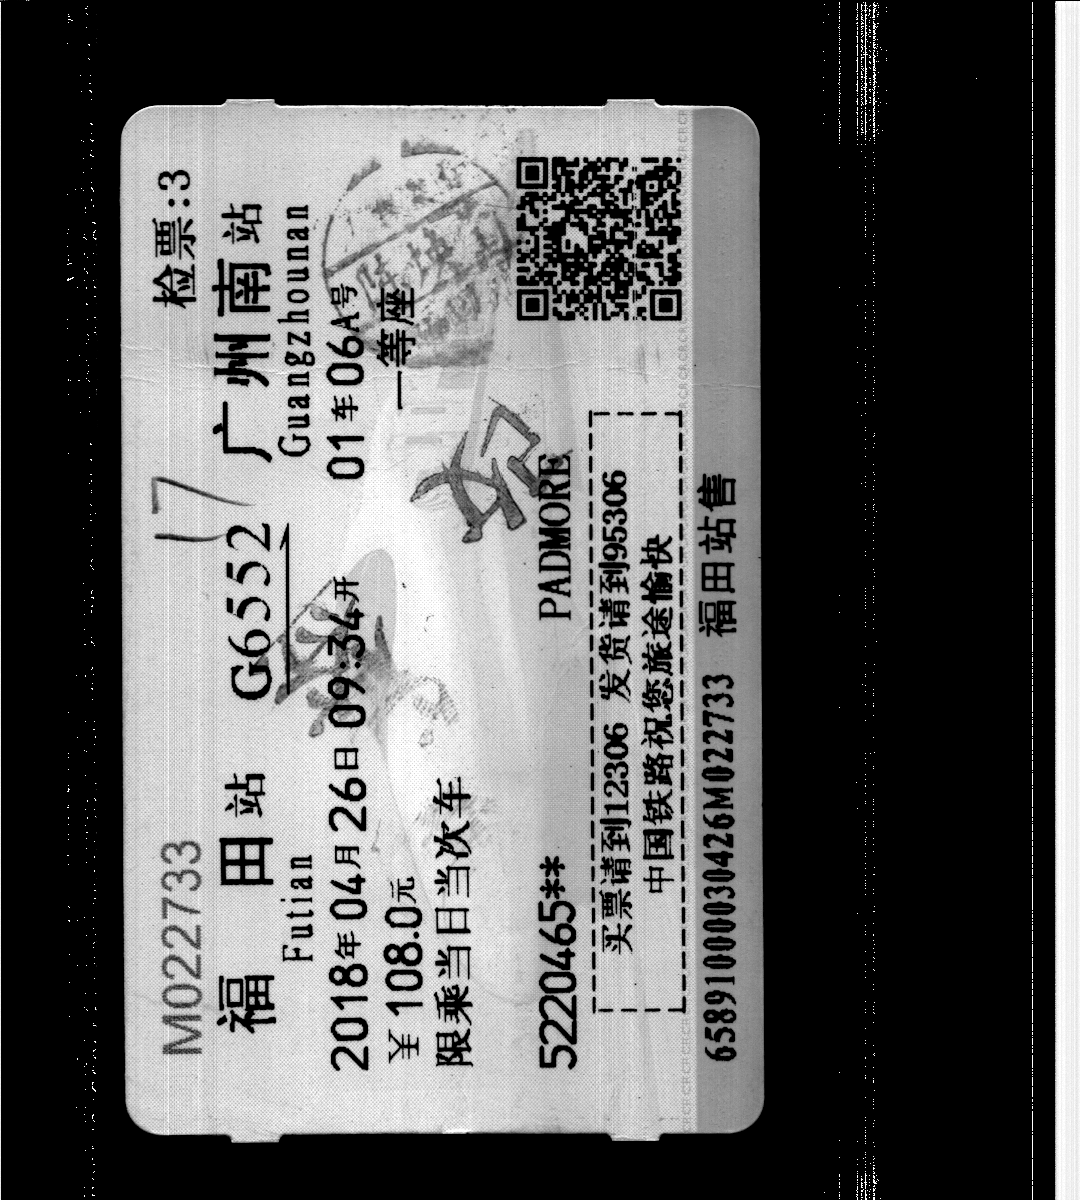 M022733 检票:3
17
福田站 G6552 广州南站
Futian Guangzhounan
2018年04月26日09:34开 01车06A号
¥108.0元 一等座
限乘当日当次车
5220465** PADMORE
买票请到12306 发货请到95306
中国铁路祝您旅途愉快
65891000030426M022733 福田站售